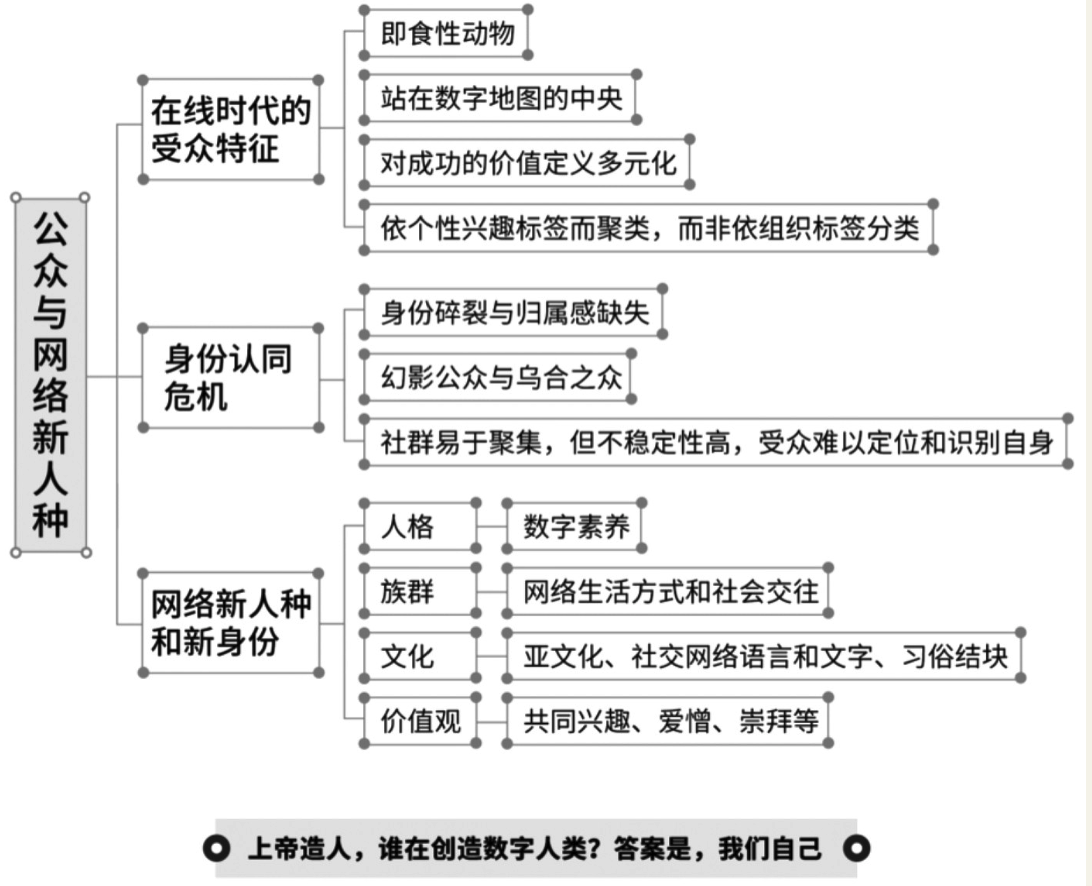 公众与网络新人种
在线时代的
受众特征
即食性动物
站在数字地图的中央
对成功的价值定义多元化
依个性兴趣标签而聚类，而非依组织标签分类
身份认同
危机
身份碎裂与归属感缺失
幻影公众与乌合之众
社群易于聚集，但不稳定性高，受众难以定位和识别自身
网络新人种
和新身份
人格
数字素养
族群
网络生活方式和社会交往
文化
亚文化、社交网络语言和文字、习俗结块
价值观
共同兴趣、爱憎、崇拜等
上帝造人，谁在创造数字人类？答案是，我们自己